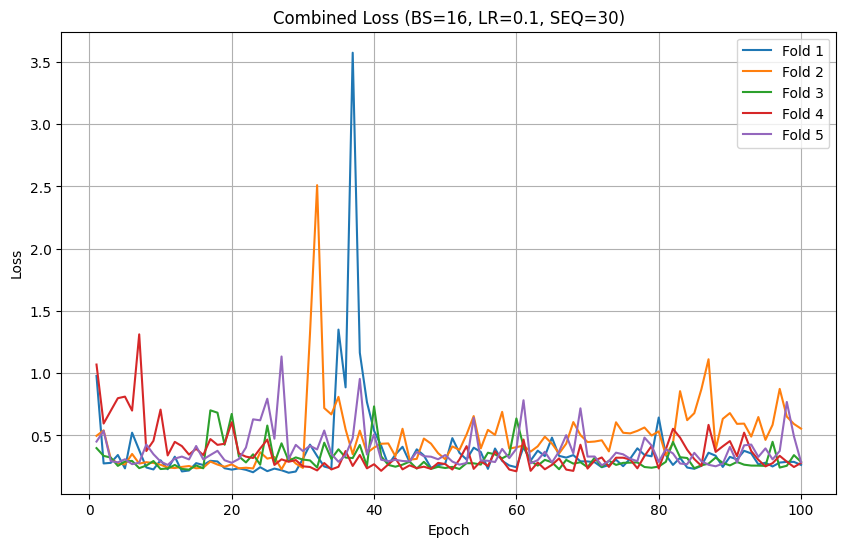 Combined Loss (BS=16, LR=0.1, SEQ=30)
Fold 1
Fold 2
Fold 3
Fold 4
Fold 5
3.5
3.0
2.5
2.0
1.5
1.0
0.5
Loss
0 20 40 60 80 100
Epoch